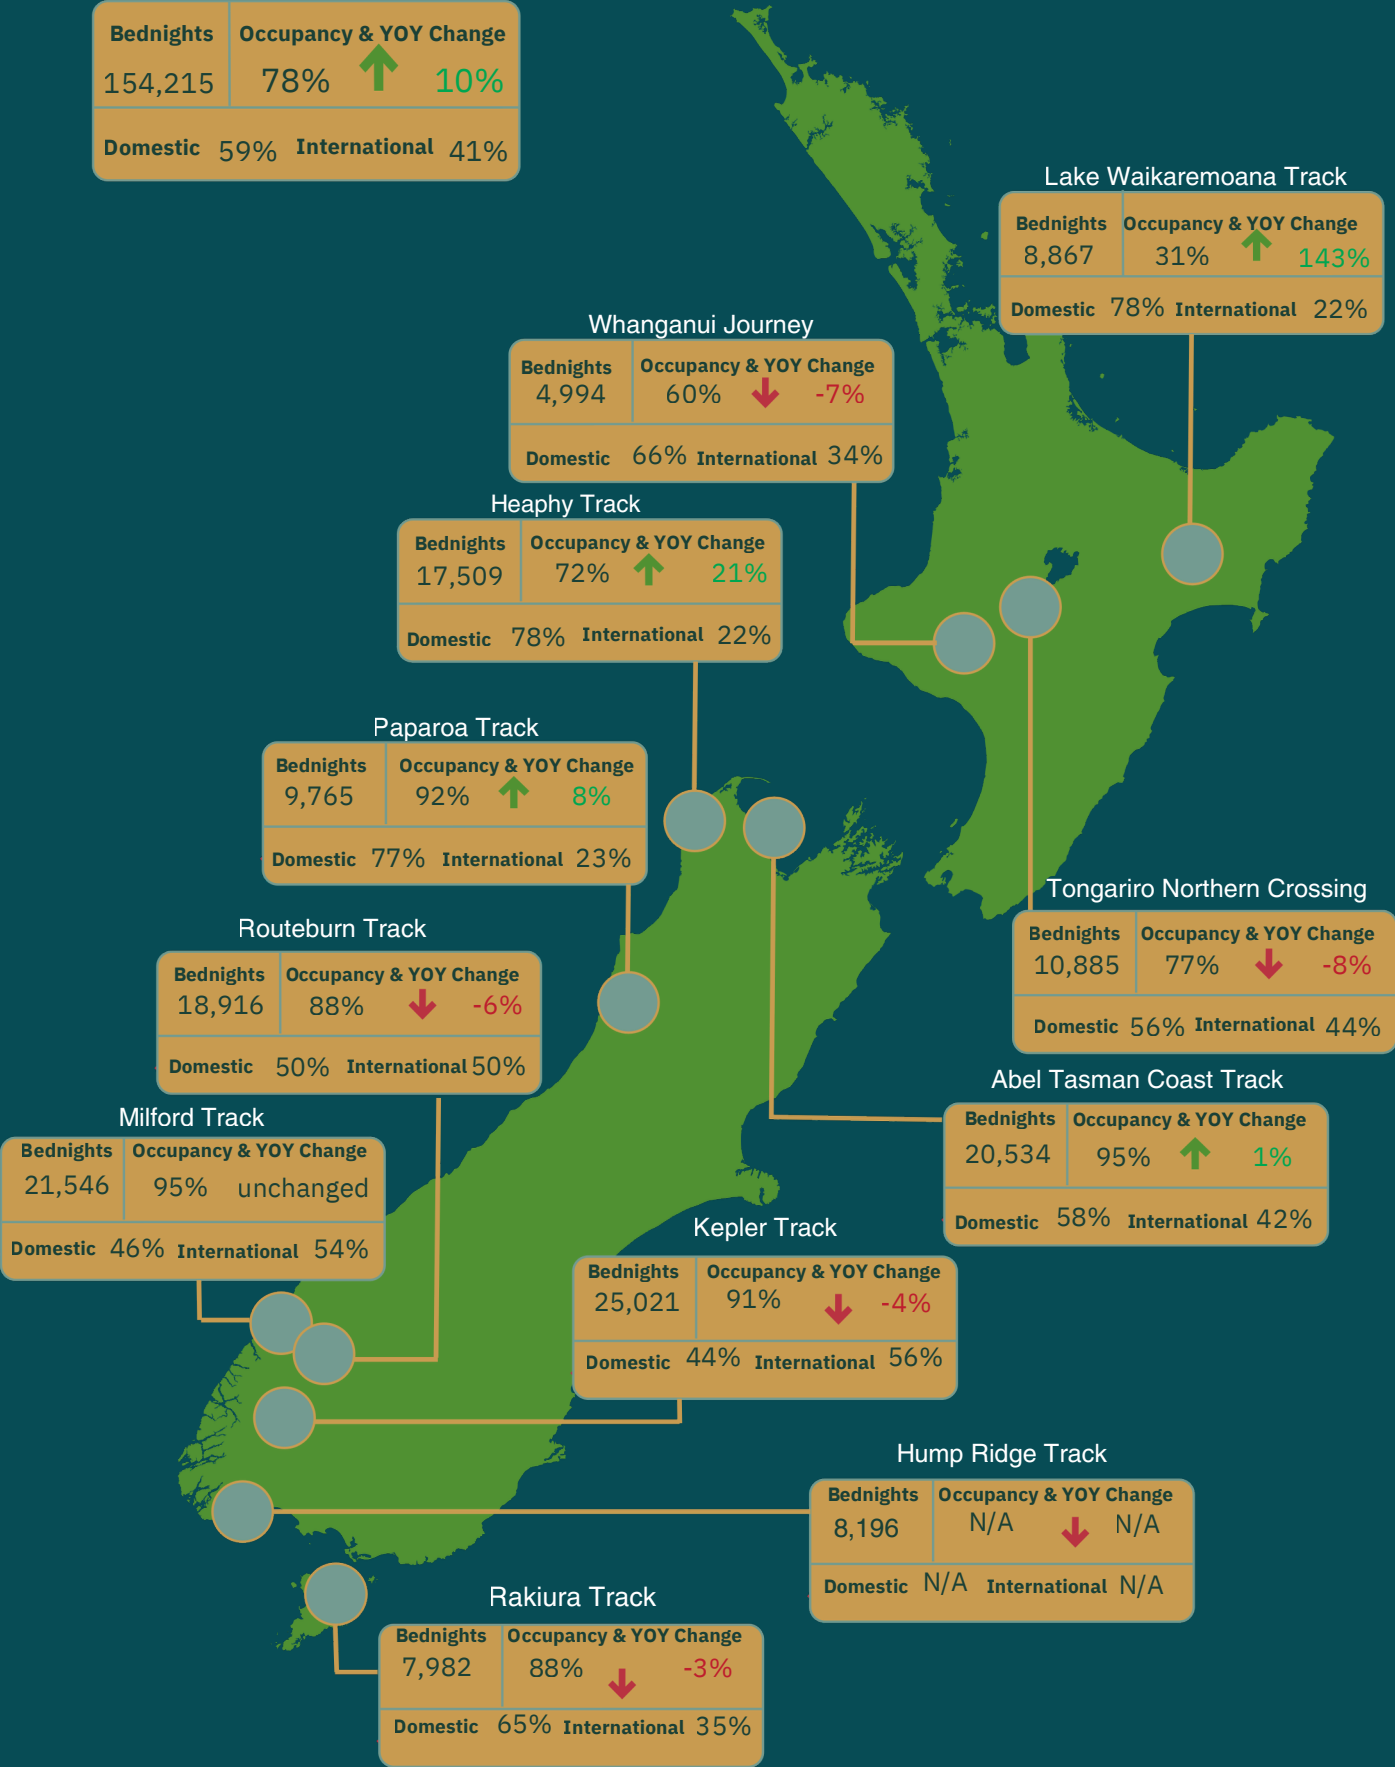 Bednights Occupancy & YOY Change
154,215 78% 10%
Domestic 59% International 41%
Lake Waikaremoana Track
Bednights Occupancy & YOY Change
8,867 31% 143%
Domestic 78% International 22%
Whanganui Journey
Bednights Occupancy & YOY Change
4,994 60% -7%
Domestic 66% International 34%
Heaphy Track
Bednights Occupancy & YOY Change
17,509 72% 21%
Domestic 78% International 22%
Paparoa Track
Bednights Occupancy & YOY Change
9,765 92% 8%
Domestic 77% International 23%
Tongariro Northern Crossing
Bednights Occupancy & YOY Change
10,885 77% -8%
Domestic 56% International 44%
Routeburn Track
Bednights Occupancy & YOY Change
18,916 88% -6%
Domestic 50% International 50%
Abel Tasman Coast Track
Bednights Occupancy & YOY Change
20,534 95% 1%
Domestic 58% International 42%
Milford Track
Bednights Occupancy & YOY Change
21,546 95% unchanged
Domestic 46% International 54%
Kepler Track
Bednights Occupancy & YOY Change
25,021 91% -4%
Domestic 44% International 56%
Hump Ridge Track
Bednights Occupancy & YOY Change
8,196 N/A N/A
Domestic N/A International N/A
Rakiura Track
Bednights Occupancy & YOY Change
7,982 88% -3%
Domestic 65% International 35%